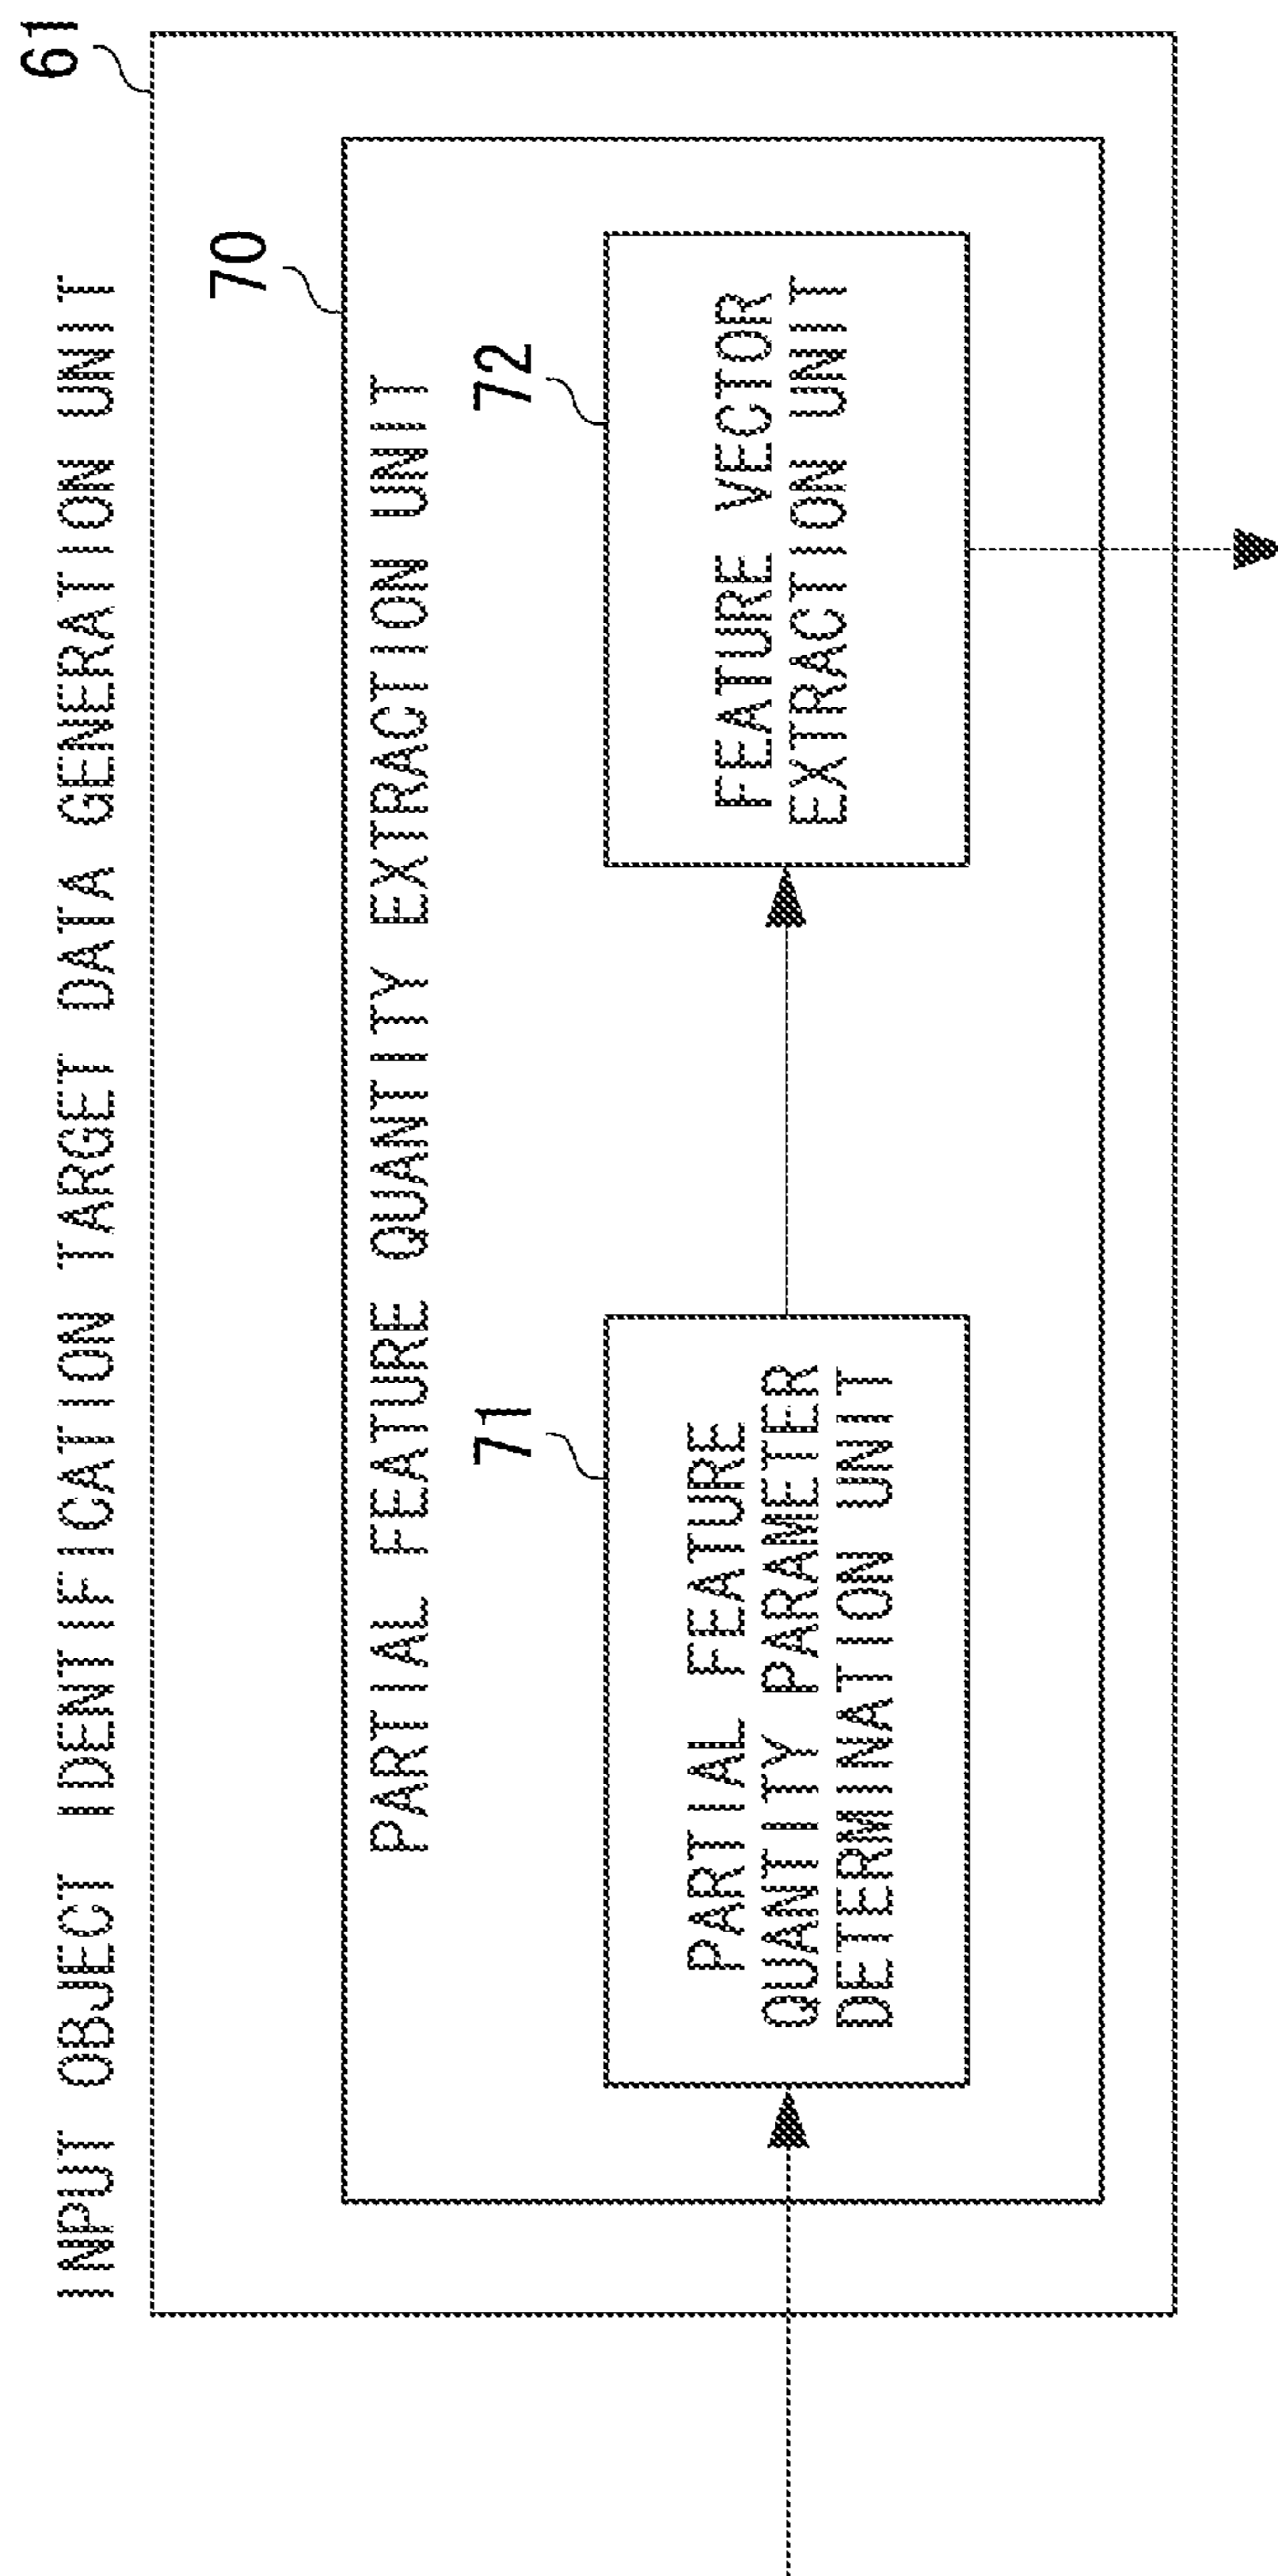 INPUT OBJECT IDENTIFICATION TARGET DATA GENERATION UNIT
61
70
PARTIAL FEATURE QUANTITY EXTRACTION UNIT
71
PARTIAL FEATURE
QUANTITY PARAMETER
DETERMINATION UNIT
72
FEATURE VECTOR
EXTRACTION UNIT